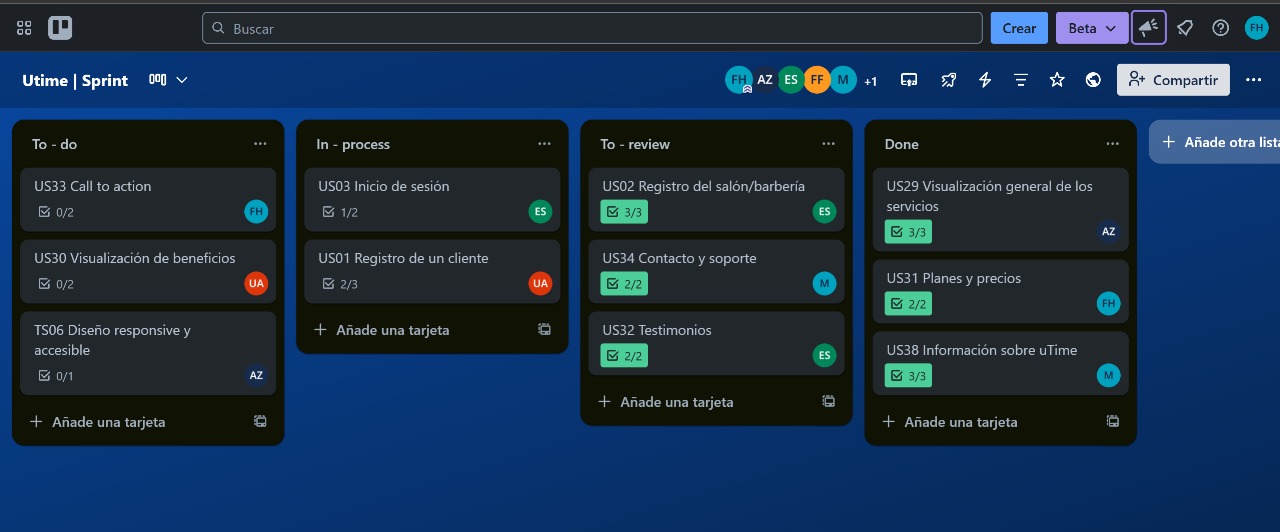 Buscar
Crear
Beta
FH
Utime | Sprint
FH AZ ES FF M +1
Compartir
To - do
US33 Call to action
0/2
FH
US30 Visualización de beneficios
0/2
UA
TS06 Diseño responsive y
accesible
0/1
AZ
Añade una tarjeta
In - process
US03 Inicio de sesión
1/2
ES
US01 Registro de un cliente
2/3
UA
Añade una tarjeta
To - review
US02 Registro del salón/barbería
3/3
ES
US34 Contacto y soporte
2/2
M
US32 Testimonios
2/2
ES
Añade una tarjeta
Done
US29 Visualización general de los
servicios
3/3
AZ
US31 Planes y precios
2/2
FH
US38 Información sobre uTime
3/3
M
Añade una tarjeta
Añade otra lista